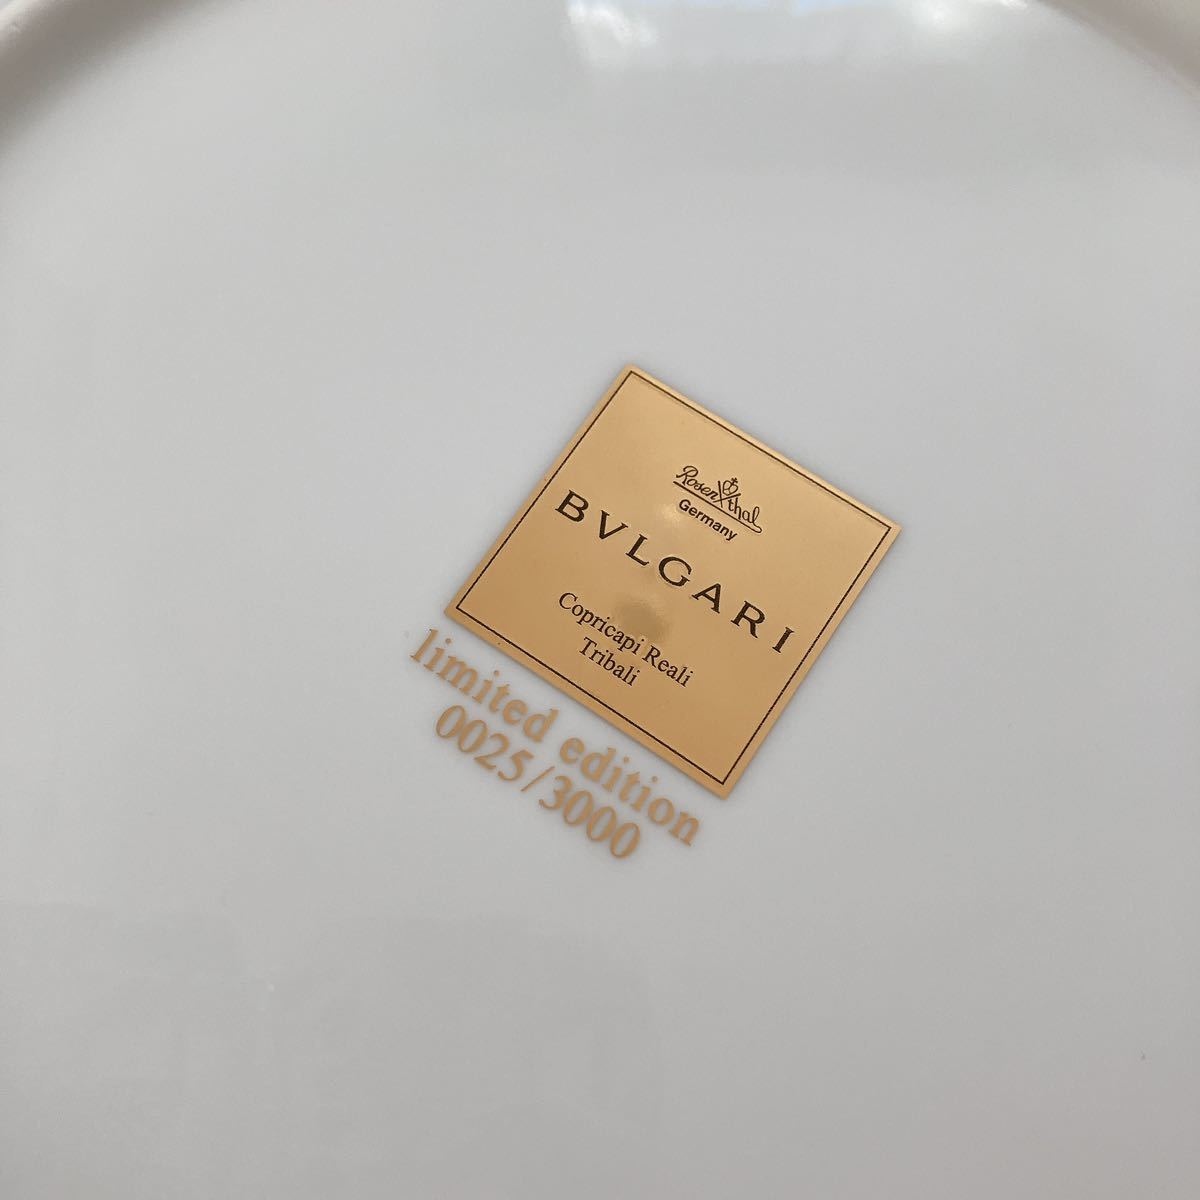 Rosenthal
Germany
BVLGARI
Copricapi Reali
Tribali
limited edition
0025/3000